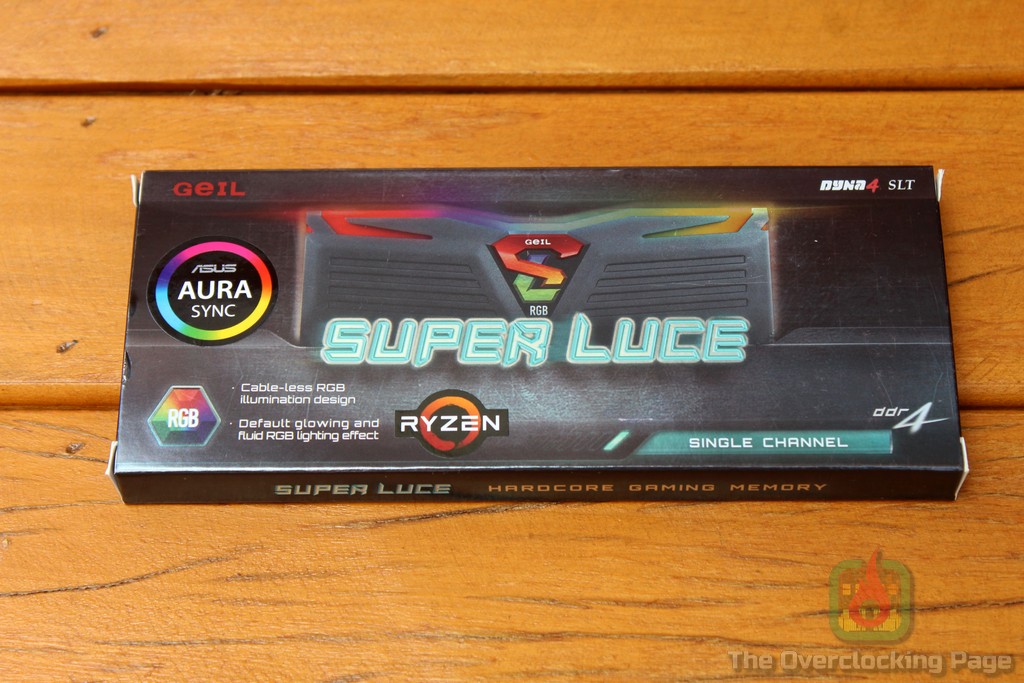 GeIL
DYNA4 SLT
GeIL
ASUS
AURA
SYNC
RGB
SUPER LUCE
RGB
· Cable-less RGB
illumination design
· Default glowing and
fluid RGB lighting effect
RYZEN
ddr4
SINGLE CHANNEL
SUPER LUCE HARDCORE GAMING MEMORY
The Overclocking Page